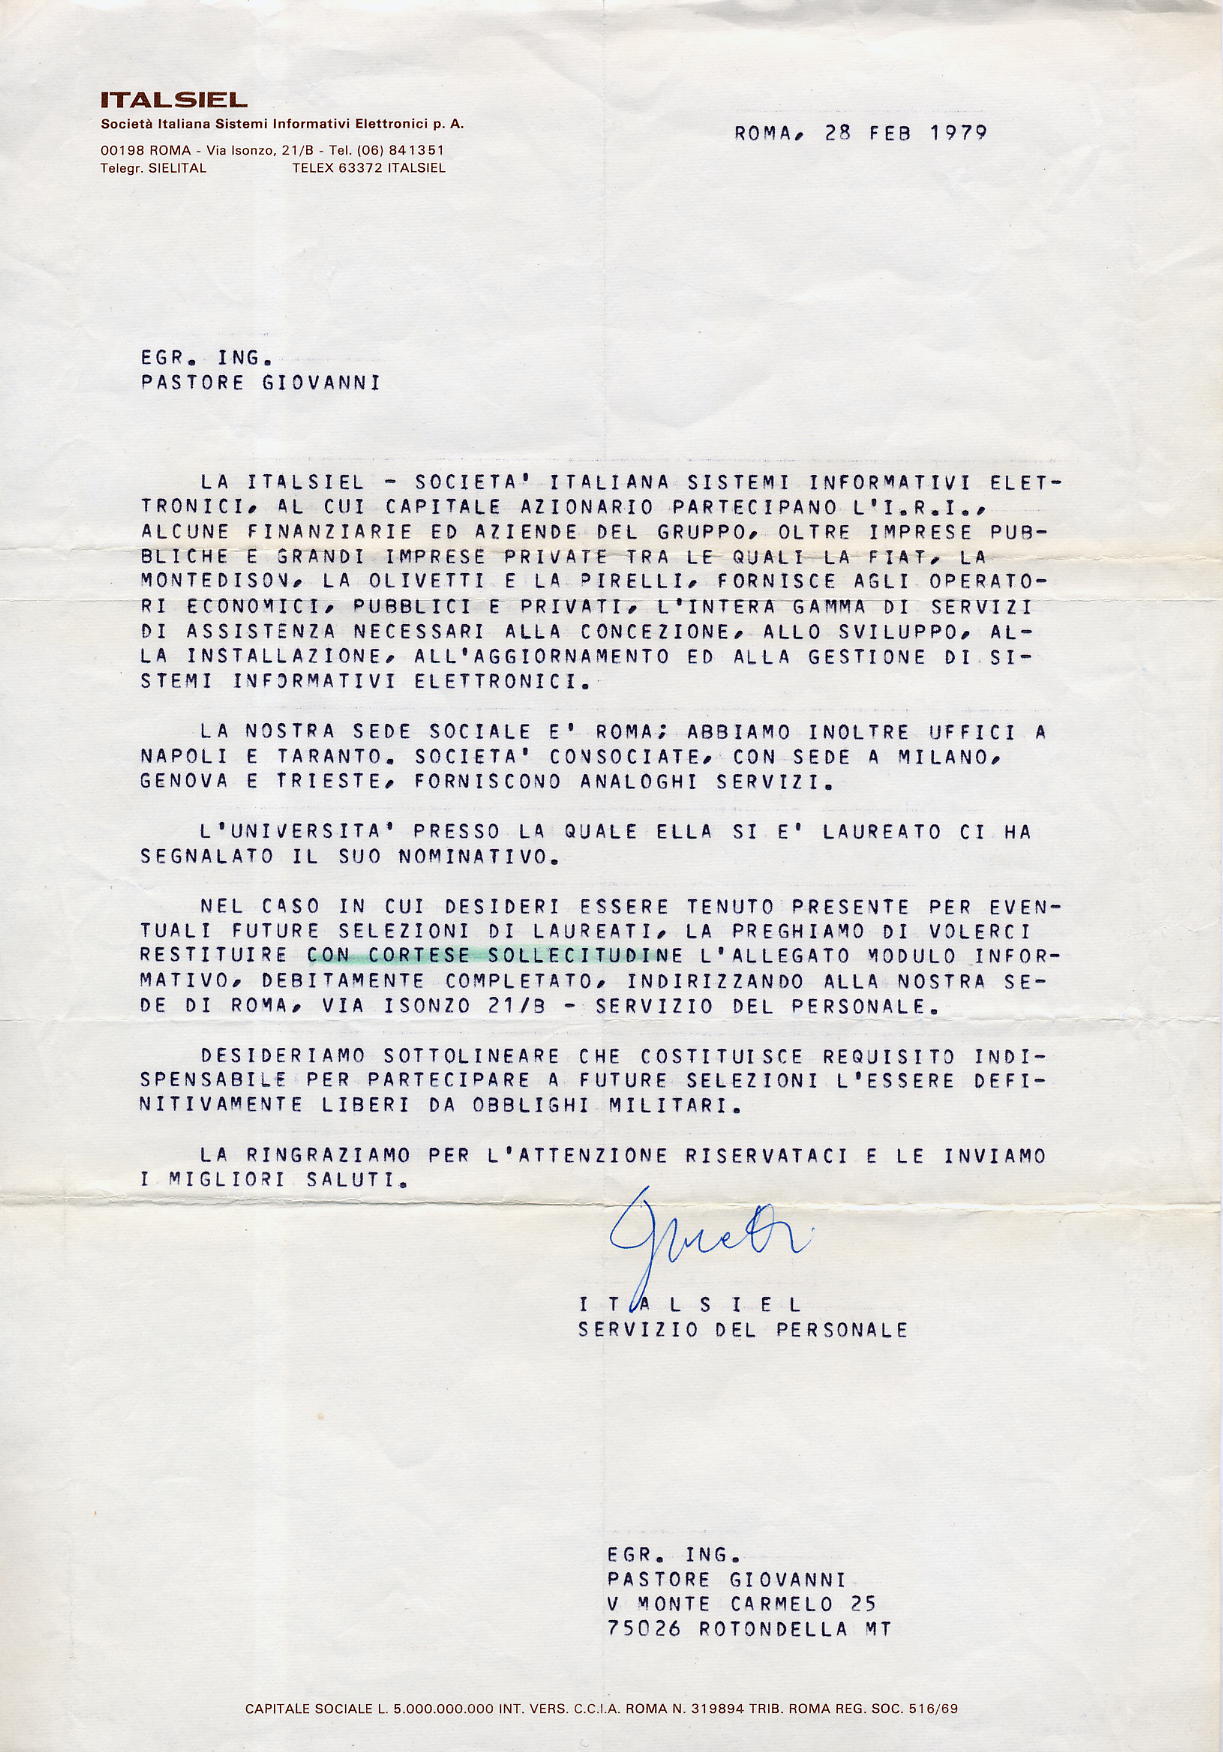 ITALSIEL
Società Italiana Sistemi Informativi Elettronici p. A.
00198 ROMA - Via Isonzo, 21/B - Tel. (06) 841351
Telegr. SIELITAL TELEX 63372 ITALSIEL
ROMA, 28 FEB 1979
EGR. ING.
PASTORE GIOVANNI
LA ITALSIEL - SOCIETA' ITALIANA SISTEMI INFORMATIVI ELET-
TRONICI, AL CUI CAPITALE AZIONARIO PARTECIPANO L'I.R.I.,
ALCUNE FINANZIARIE ED AZIENDE DEL GRUPPO, OLTRE IMPRESE PUB-
BLICHE E GRANDI IMPRESE PRIVATE TRA LE QUALI LA FIAT, LA
MONTEDISON, LA OLIVETTI E LA PIRELLI, FORNISCE AGLI OPERATO-
RI ECONOMICI, PUBBLICI E PRIVATI, L'INTERA GAMMA DI SERVIZI
DI ASSISTENZA NECESSARI ALLA CONCEZIONE, ALLO SVILUPPO, AL-
LA INSTALLAZIONE, ALL'AGGIORNAMENTO ED ALLA GESTIONE DI SI-
STEMI INFORMATIVI ELETTRONICI.
LA NOSTRA SEDE SOCIALE E' ROMA; ABBIAMO INOLTRE UFFICI A
NAPOLI E TARANTO. SOCIETA' CONSOCIATE, CON SEDE A MILANO,
GENOVA E TRIESTE, FORNISCONO ANALOGHI SERVIZI.
L'UNIVERSITA' PRESSO LA QUALE ELLA SI E' LAUREATO CI HA
SEGNALATO IL SUO NOMINATIVO.
NEL CASO IN CUI DESIDERI ESSERE TENUTO PRESENTE PER EVEN-
TUALI FUTURE SELEZIONI DI LAUREATI, LA PREGHIAMO DI VOLERCI
RESTITUIRE CON CORTESE SOLLECITUDINE L'ALLEGATO MODULO INFOR-
MATIVO, DEBITAMENTE COMPLETATO, INDIRIZZANDO ALLA NOSTRA SE-
DE DI ROMA, VIA ISONZO 21/B - SERVIZIO DEL PERSONALE.
DESIDERIAMO SOTTOLINEARE CHE COSTITUISCE REQUISITO INDI-
SPENSABILE PER PARTECIPARE A FUTURE SELEZIONI L'ESSERE DEFI-
NITIVAMENTE LIBERI DA OBBLIGHI MILITARI.
LA RINGRAZIAMO PER L'ATTENZIONE RISERVATACI E LE INVIAMO
I MIGLIORI SALUTI.
I T A L S I E L
SERVIZIO DEL PERSONALE
EGR. ING.
PASTORE GIOVANNI
V MONTE CARMELO 25
75026 ROTONDELLA MT
CAPITALE SOCIALE L. 5.000.000.000 INT. VERS. C.C.I.A. ROMA N. 319894 TRIB. ROMA REG. SOC. 516/69